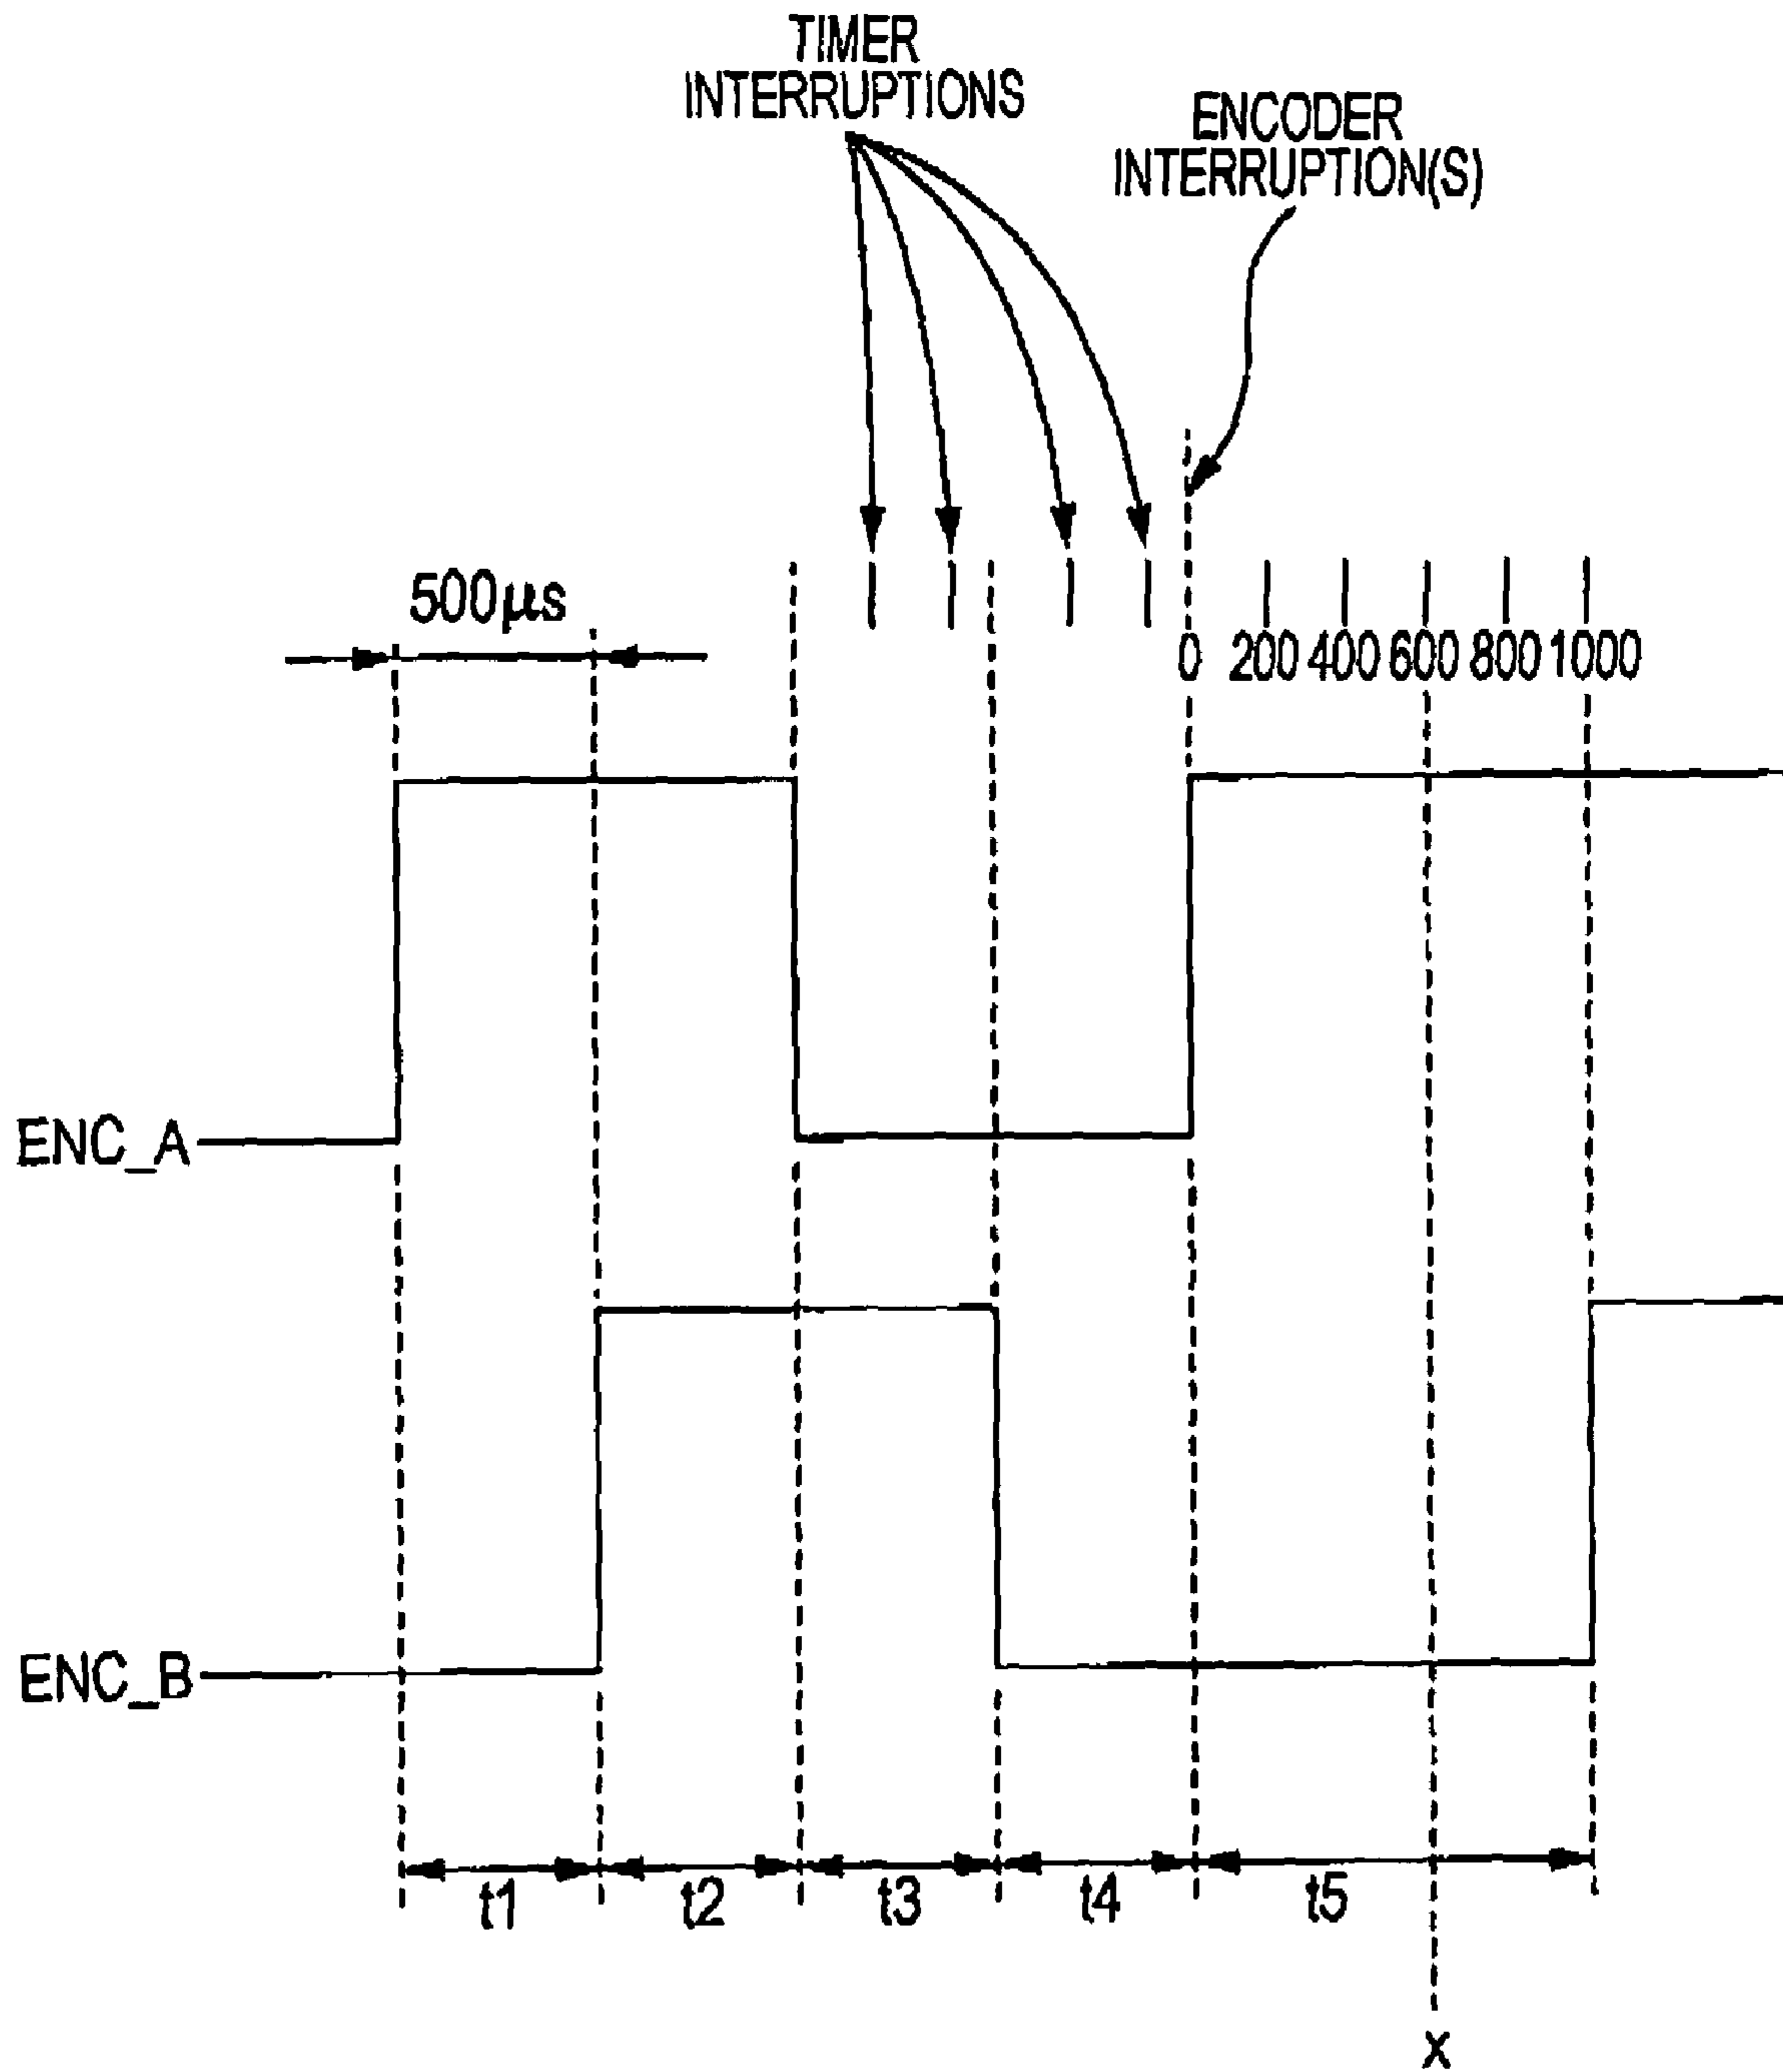 TIMER
INTERRUPTIONS
ENCODER
INTERRUPTION(S)
500μs
0 200 400 600 800 1000
ENC_A
ENC_B
t1 t2 t3 t4 t5
x